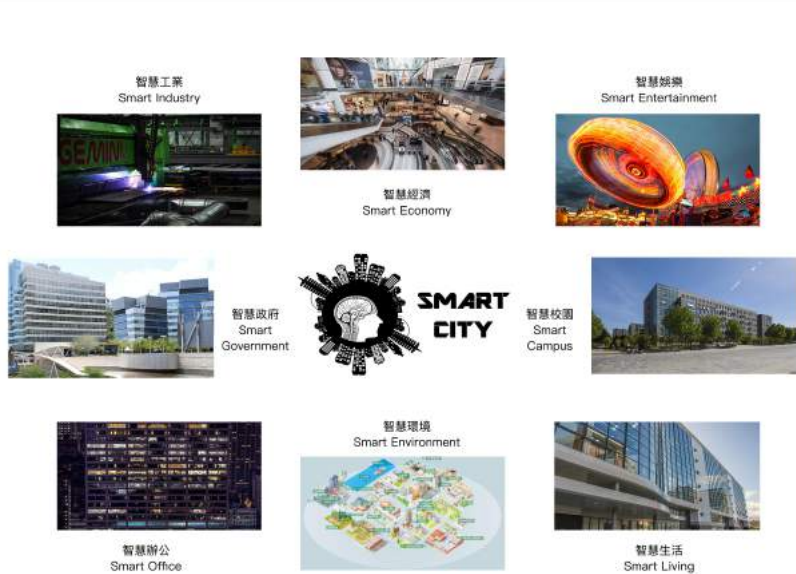 智慧工業
Smart Industry
智慧經濟
Smart Economy
智慧娛樂
Smart Entertainment
GEMINI
智慧政府
Smart
Government
SMART
CITY
智慧校園
Smart
Campus
智慧環境
Smart Environment
智慧辦公
Smart Office
智慧生活
Smart Living